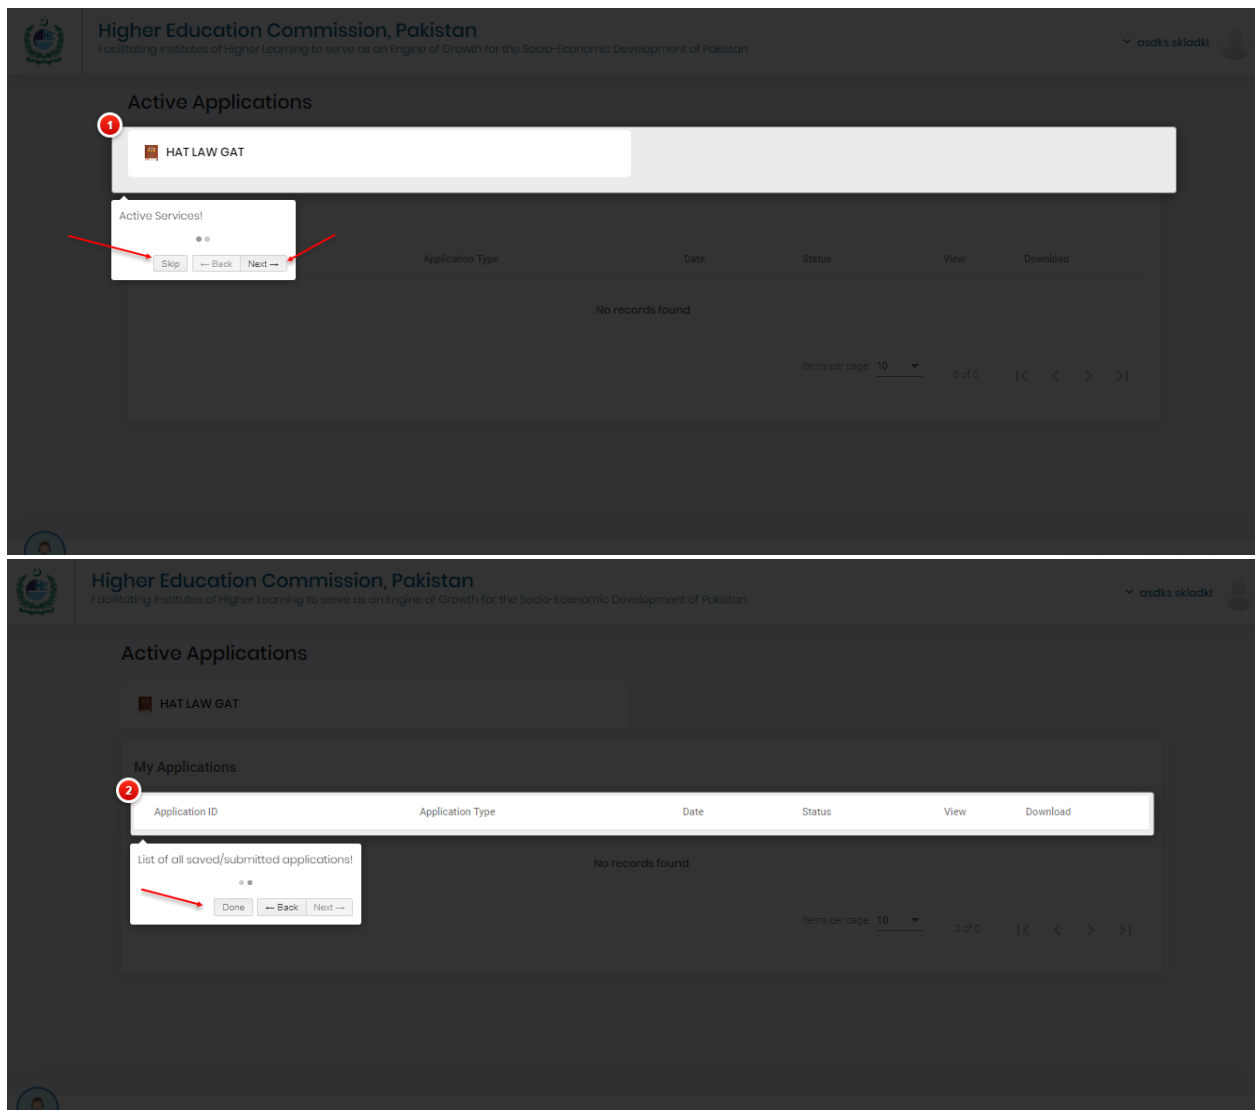 Higher Education Commission, Pakistan
Facilitating Institutes of Higher Learning to serve as an Engine of Growth for the Socio-Economic Development of Pakistan
asdks skladkl
Active Applications
1
HAT LAW GAT
Active Services!
Skip ← Back Next →
Application Type Date Status View Download
No records found
Items per page: 10 0 of 0
Higher Education Commission, Pakistan
Facilitating Institutes of Higher Learning to serve as an Engine of Growth for the Socio-Economic Development of Pakistan
asdks skladkl
Active Applications
HAT LAW GAT
My Applications
2
Application ID Application Type Date Status View Download
List of all saved/submitted applications!
No records found
Done ← Back Next →
Items per page: 10 0 of 0